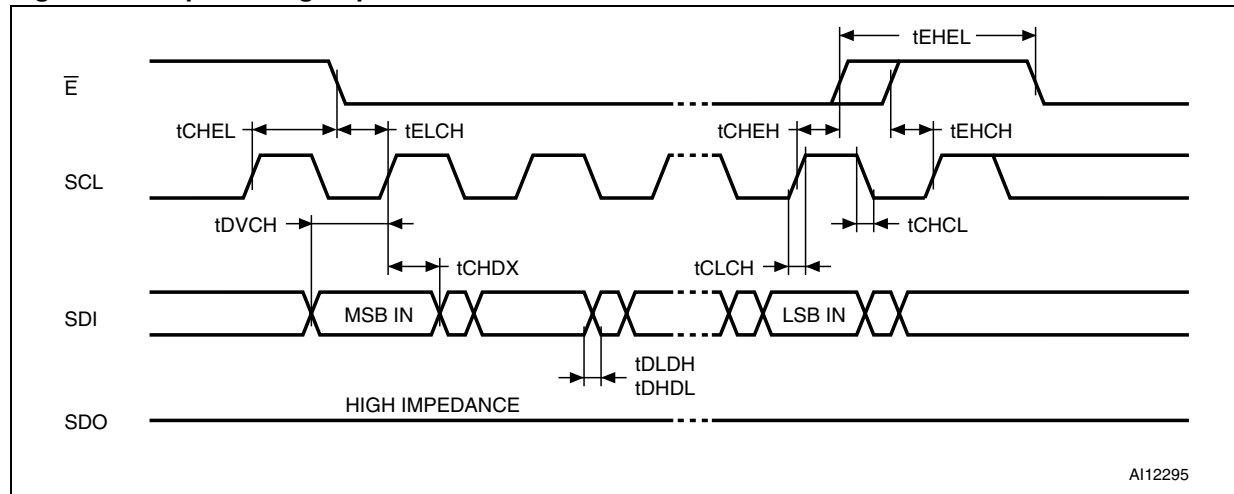 tEHEL
E̅
tCHEL
tELCH
tCHEH
tEHCH
SCL
tDVCH
tCHCL
tCHDX
tCLCH
SDI
MSB IN
LSB IN
tDLDH
tDHDL
HIGH IMPEDANCE
SDO
AI12295